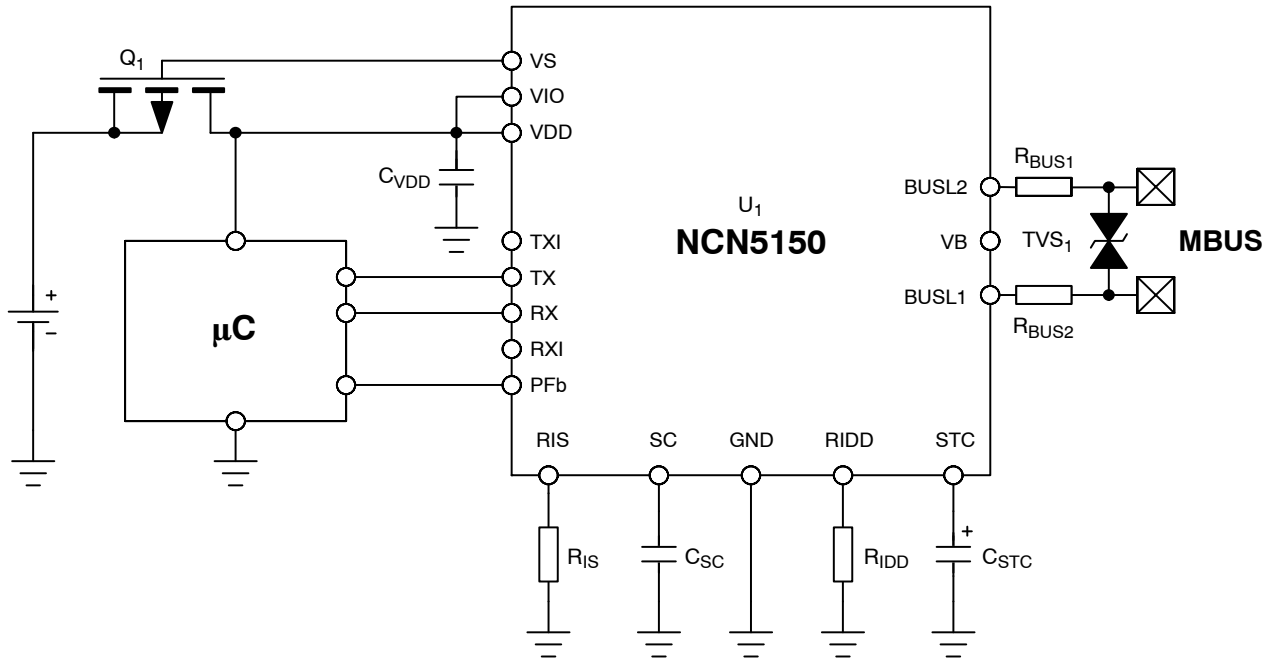 Q1
VS
VIO
VDD
CVDD
RBUS1
BUSL2
U1
NCN5150
TXI
VB
TVS1
MBUS
TX
BUSL1
RX
+
−
μC
RBUS2
RXI
PFb
RIS
SC
GND
RIDD
STC
RIS
CSC
RIDD
+
CSTC